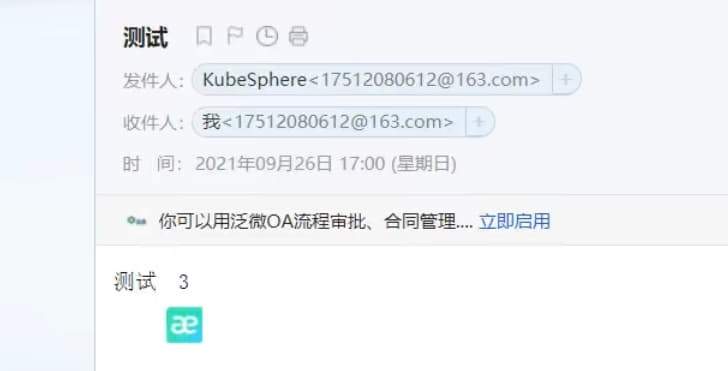 测试
发件人：KubeSphere<17512080612@163.com> +
收件人：我<17512080612@163.com> +
时 间：2021年09月26日 17:00 (星期日)
你可以用泛微OA流程审批、合同管理.... 立即启用
测试 3
æ